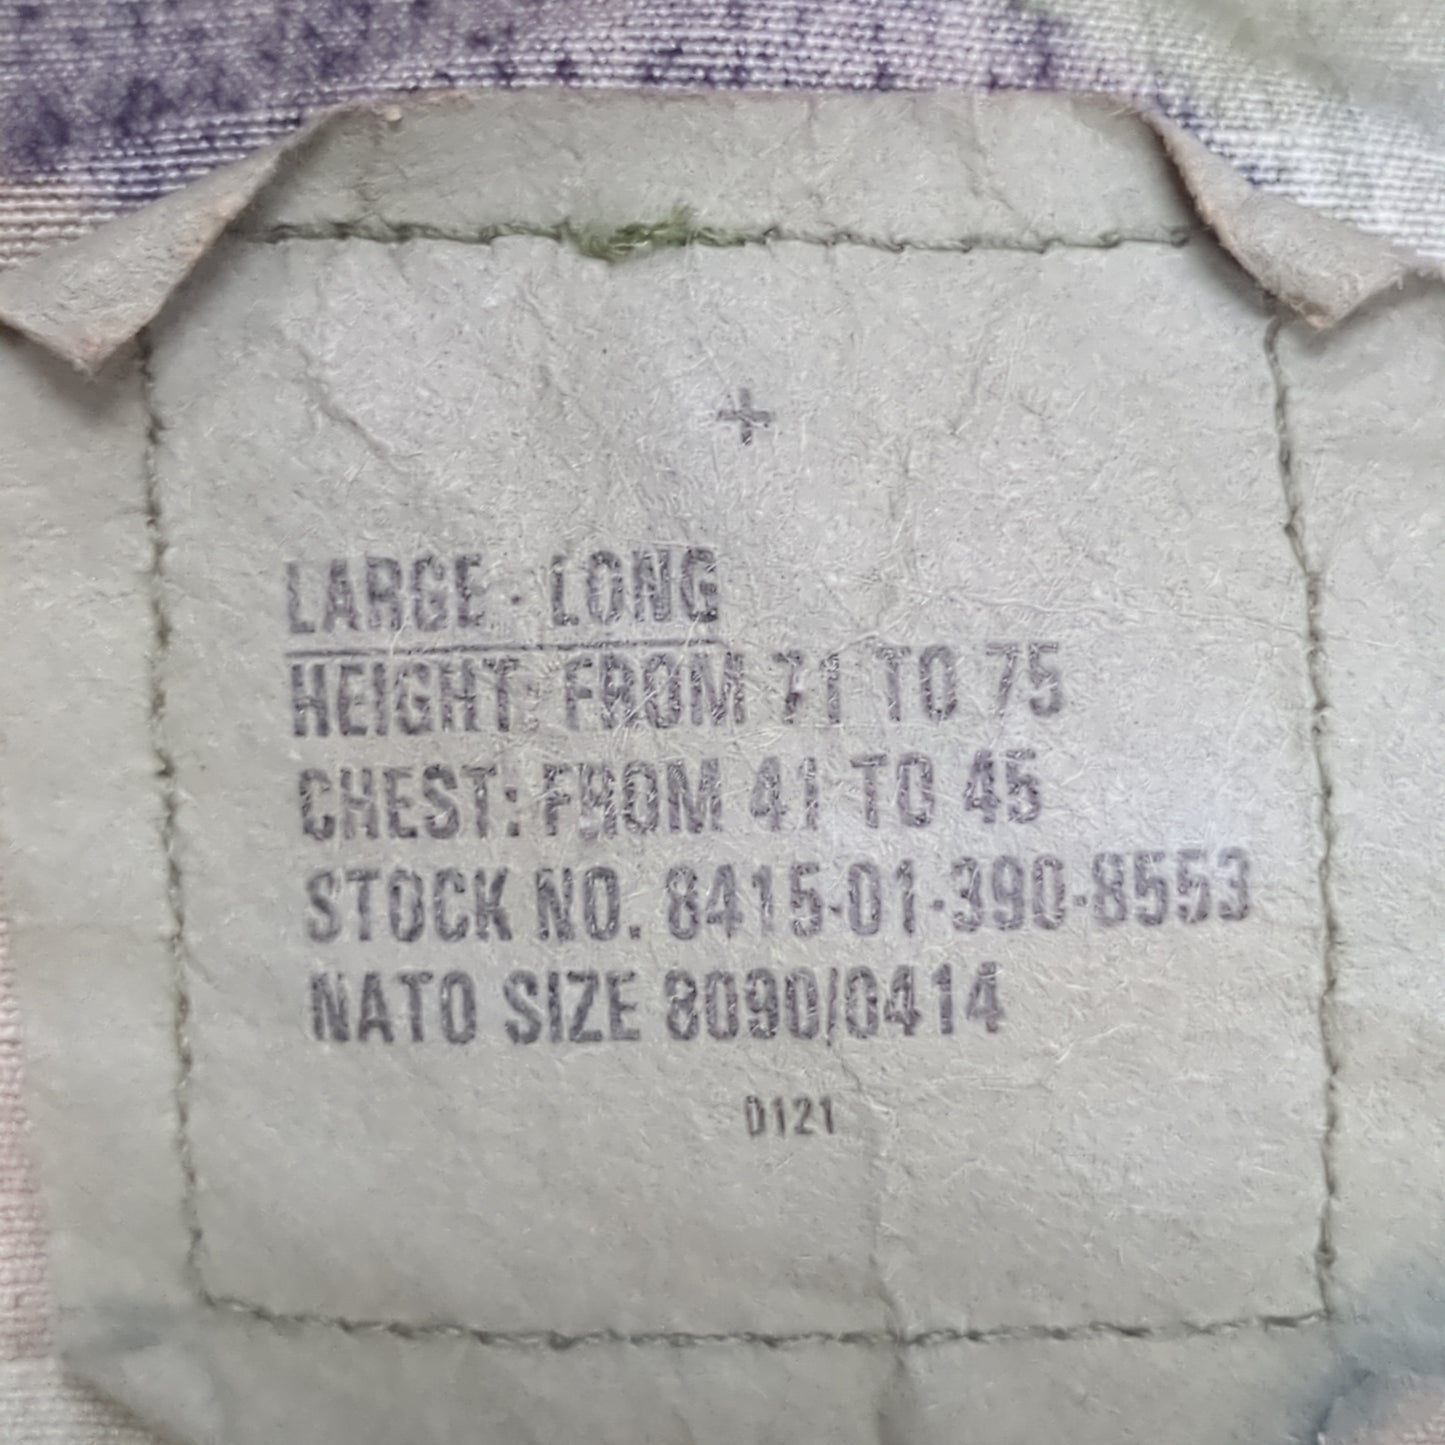 +
LARGE - LONG
HEIGHT: FROM 71 TO 75
CHEST: FROM 41 TO 45
STOCK NO. 8415-01-390-8553
NATO SIZE 8090/0414
D121